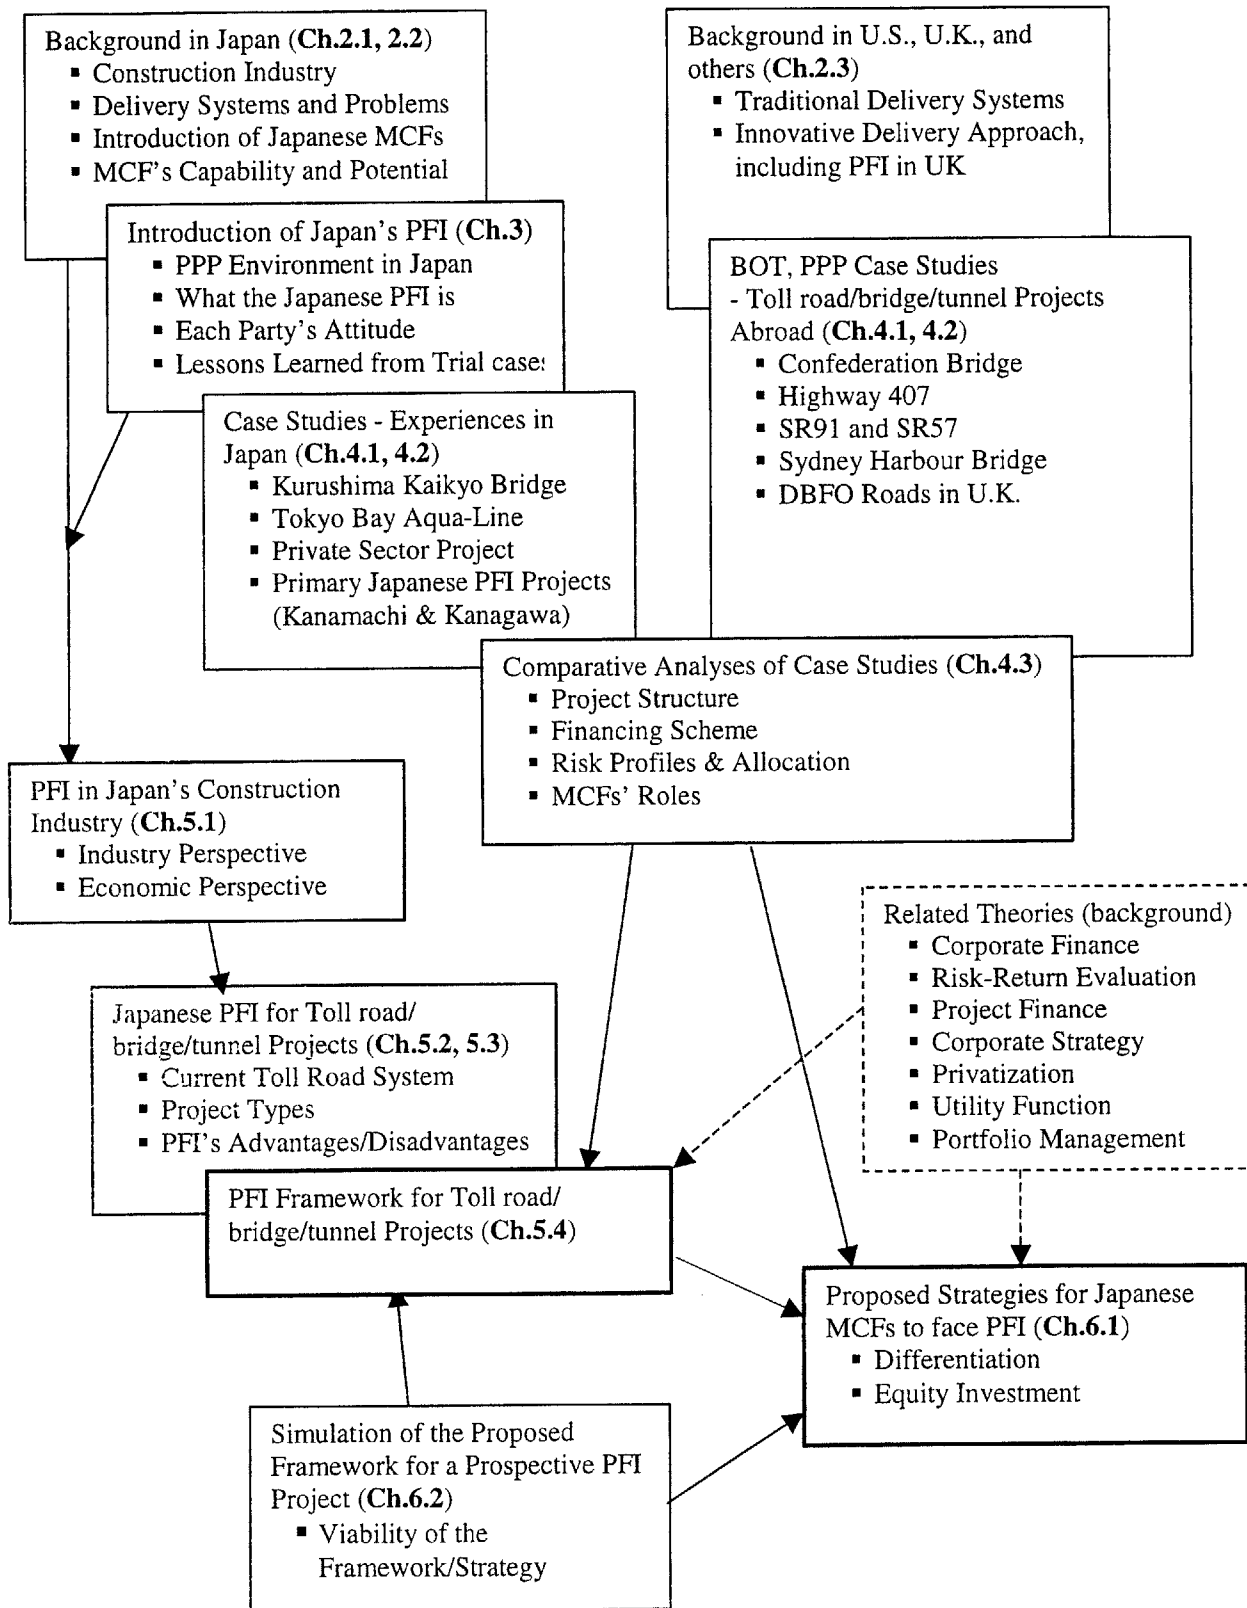 Background in Japan (Ch.2.1, 2.2)
▪ Construction Industry
▪ Delivery Systems and Problems
▪ Introduction of Japanese MCFs
▪ MCF's Capability and Potential
Introduction of Japan's PFI (Ch.3)
▪ PPP Environment in Japan
▪ What the Japanese PFI is
▪ Each Party's Attitude
▪ Lessons Learned from Trial cases
Case Studies - Experiences in
Japan (Ch.4.1, 4.2)
▪ Kurushima Kaikyo Bridge
▪ Tokyo Bay Aqua-Line
▪ Private Sector Project
▪ Primary Japanese PFI Projects
(Kanamachi & Kanagawa)
Background in U.S., U.K., and
others (Ch.2.3)
▪ Traditional Delivery Systems
▪ Innovative Delivery Approach,
including PFI in UK
BOT, PPP Case Studies
- Toll road/bridge/tunnel Projects
Abroad (Ch.4.1, 4.2)
▪ Confederation Bridge
▪ Highway 407
▪ SR91 and SR57
▪ Sydney Harbour Bridge
▪ DBFO Roads in U.K.
Comparative Analyses of Case Studies (Ch.4.3)
▪ Project Structure
▪ Financing Scheme
▪ Risk Profiles & Allocation
▪ MCFs' Roles
PFI in Japan's Construction
Industry (Ch.5.1)
▪ Industry Perspective
▪ Economic Perspective
Related Theories (background)
▪ Corporate Finance
▪ Risk-Return Evaluation
▪ Project Finance
▪ Corporate Strategy
▪ Privatization
▪ Utility Function
▪ Portfolio Management
Japanese PFI for Toll road/
bridge/tunnel Projects (Ch.5.2, 5.3)
▪ Current Toll Road System
▪ Project Types
▪ PFI's Advantages/Disadvantages
PFI Framework for Toll road/
bridge/tunnel Projects (Ch.5.4)
Proposed Strategies for Japanese
MCFs to face PFI (Ch.6.1)
▪ Differentiation
▪ Equity Investment
Simulation of the Proposed
Framework for a Prospective PFI
Project (Ch.6.2)
▪ Viability of the
Framework/Strategy